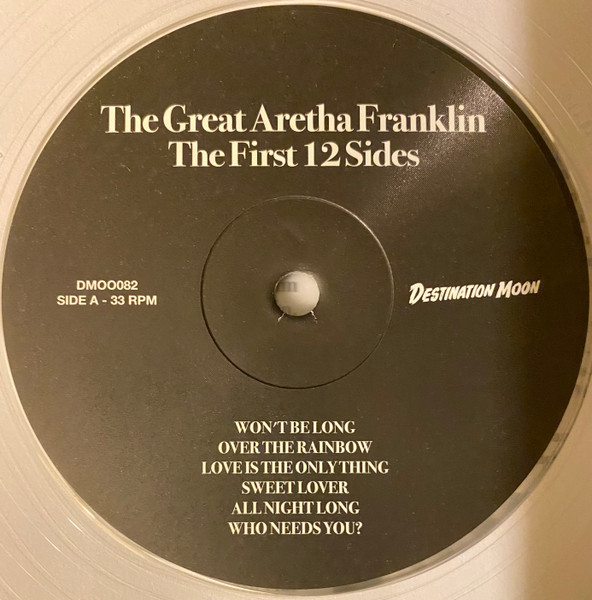 The Great Aretha Franklin
The First 12 Sides
DMOO082
SIDE A - 33 RPM
DESTINATION MOON
WON'T BE LONG
OVER THE RAINBOW
LOVE IS THE ONLY THING
SWEET LOVER
ALL NIGHT LONG
WHO NEEDS YOU?